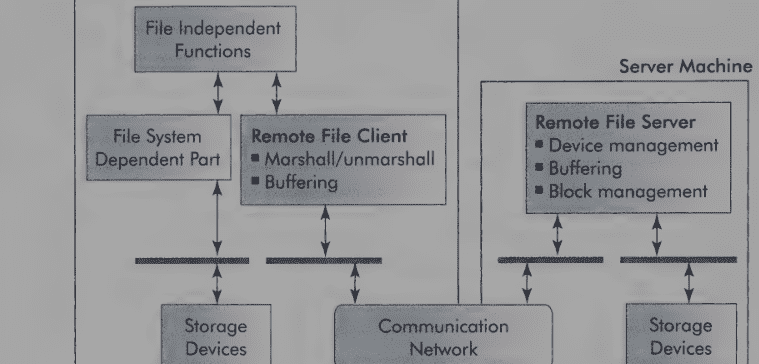 File Independent
Functions
Server Machine
File System
Dependent Part
Remote File Client
▪ Marshall/unmarshall
▪ Buffering
Remote File Server
▪ Device management
▪ Buffering
▪ Block management
Storage
Devices
Communication
Network
Storage
Devices